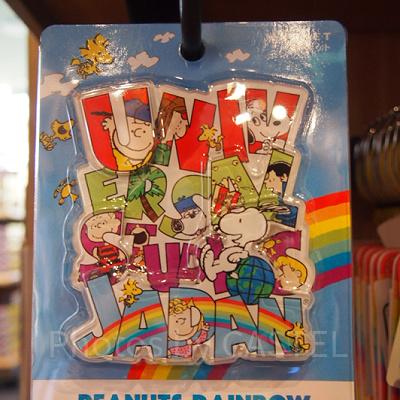 UNIV
ERSAL
STUDIOS
JAPAN
PEANUTS RAINBOW